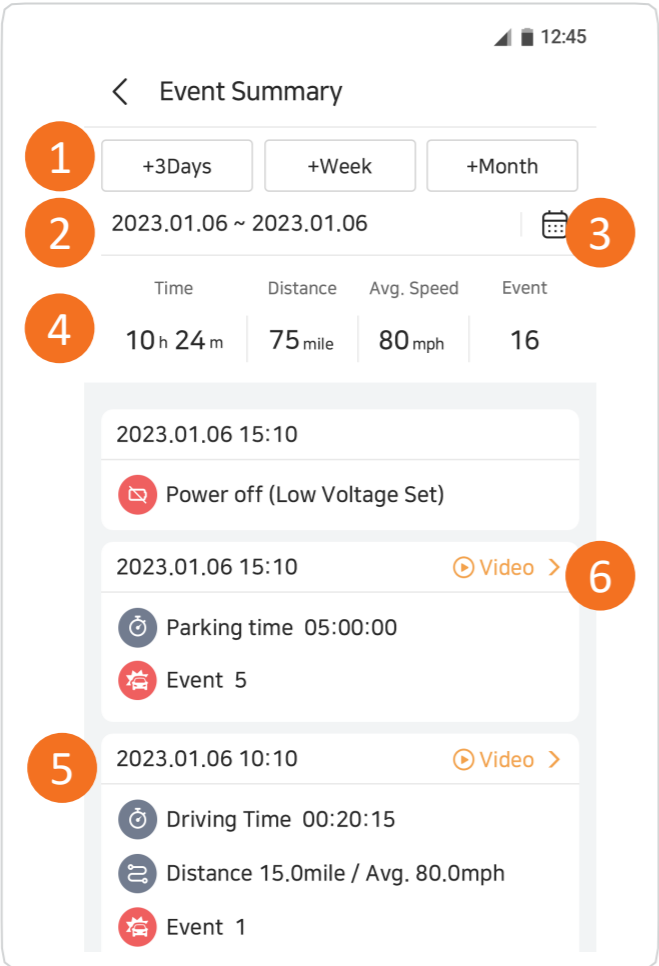 12:45
Event Summary
1
+3Days +Week +Month
2
2023.01.06 ~ 2023.01.06
3
Time Distance Avg. Speed Event
4
10 h 24 m 75 mile 80 mph 16
2023.01.06 15:10
Power off (Low Voltage Set)
2023.01.06 15:10 Video
6
Parking time 05:00:00
Event 5
5
2023.01.06 10:10 Video
Driving Time 00:20:15
Distance 15.0mile / Avg. 80.0mph
Event 1